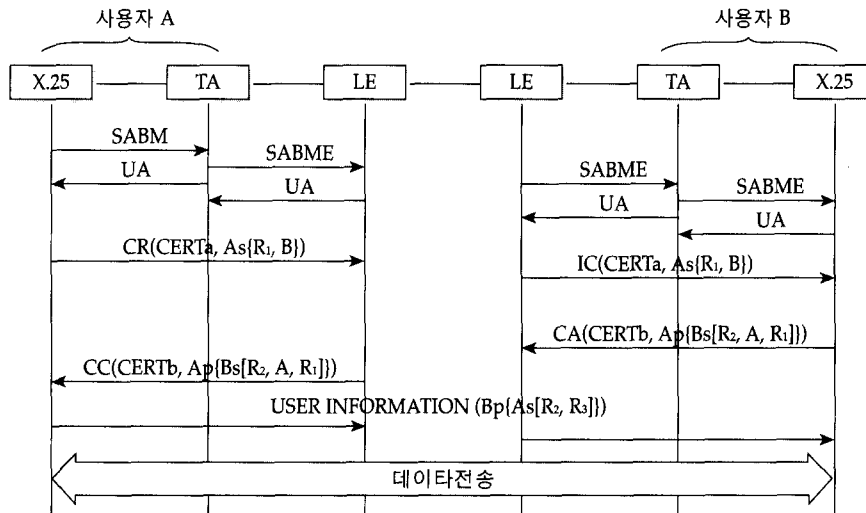 사용자 A 사용자 B
X.25 TA LE LE TA X.25
SABM
SABME
SABME
UA
SABME
UA
UA
UA
CR(CERTa, As{R₁, B})
IC(CERTa, As{R₁, B})
CA(CERTb, Ap{Bs[R₂, A, R₁]})
CC(CERTb, Ap{Bs[R₂, A, R₁]})
USER INFORMATION (Bp{As[R₂, R₃]})
데이타전송